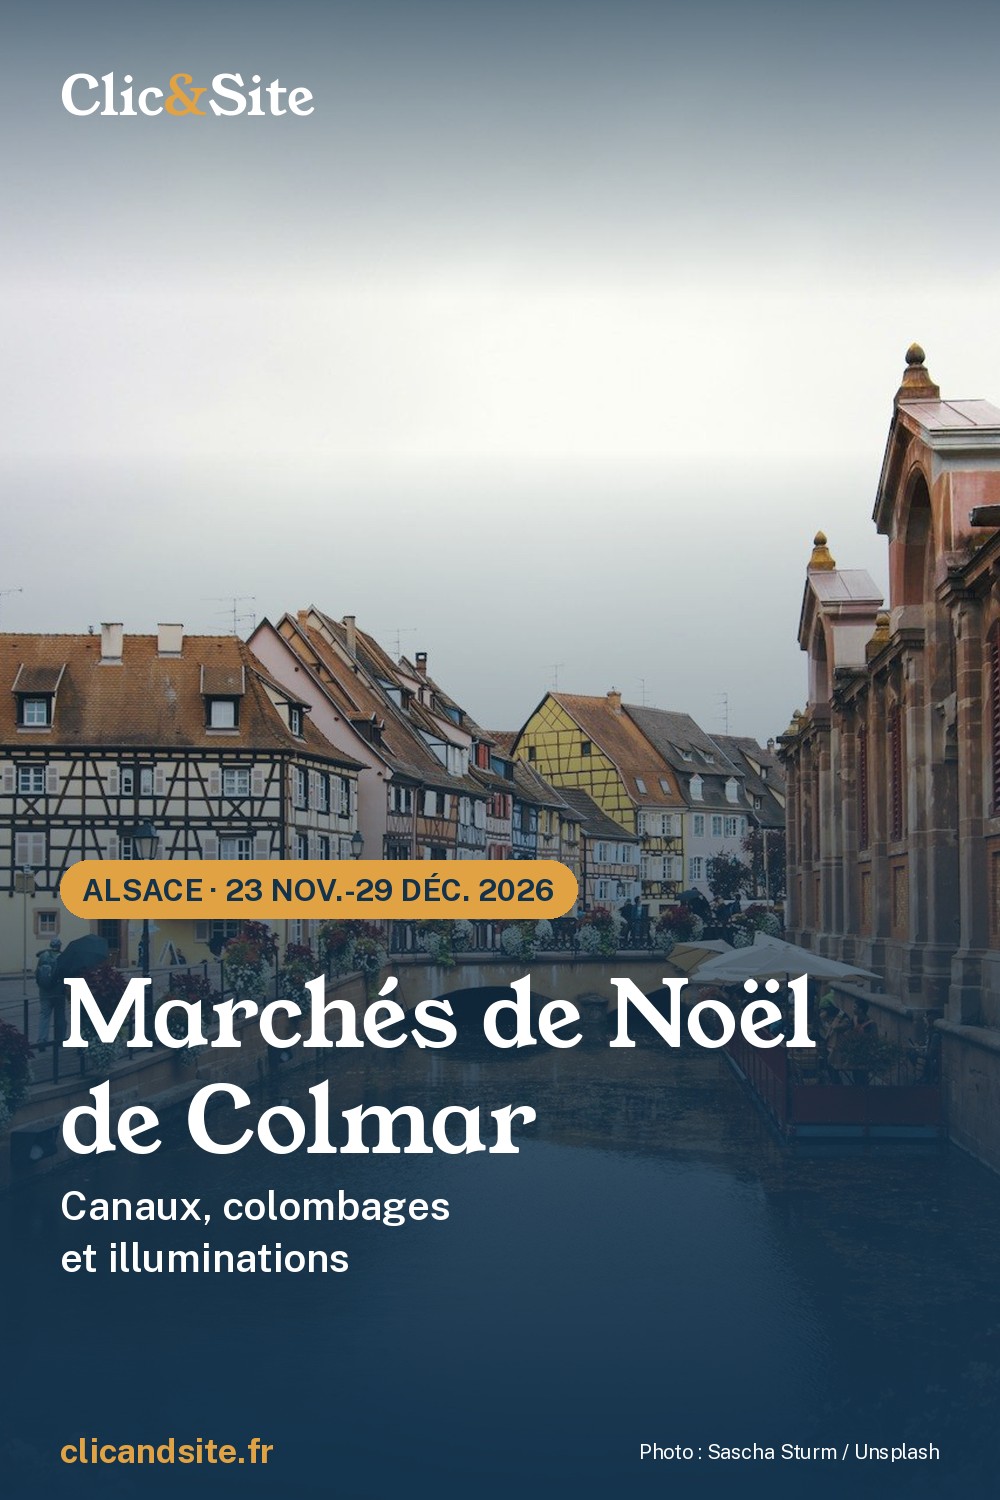 Clic&Site
ALSACE · 23 NOV.-29 DÉC. 2026
Marchés de Noël
de Colmar
Canaux, colombages
et illuminations
clicandsite.fr
Photo : Sascha Sturm / Unsplash